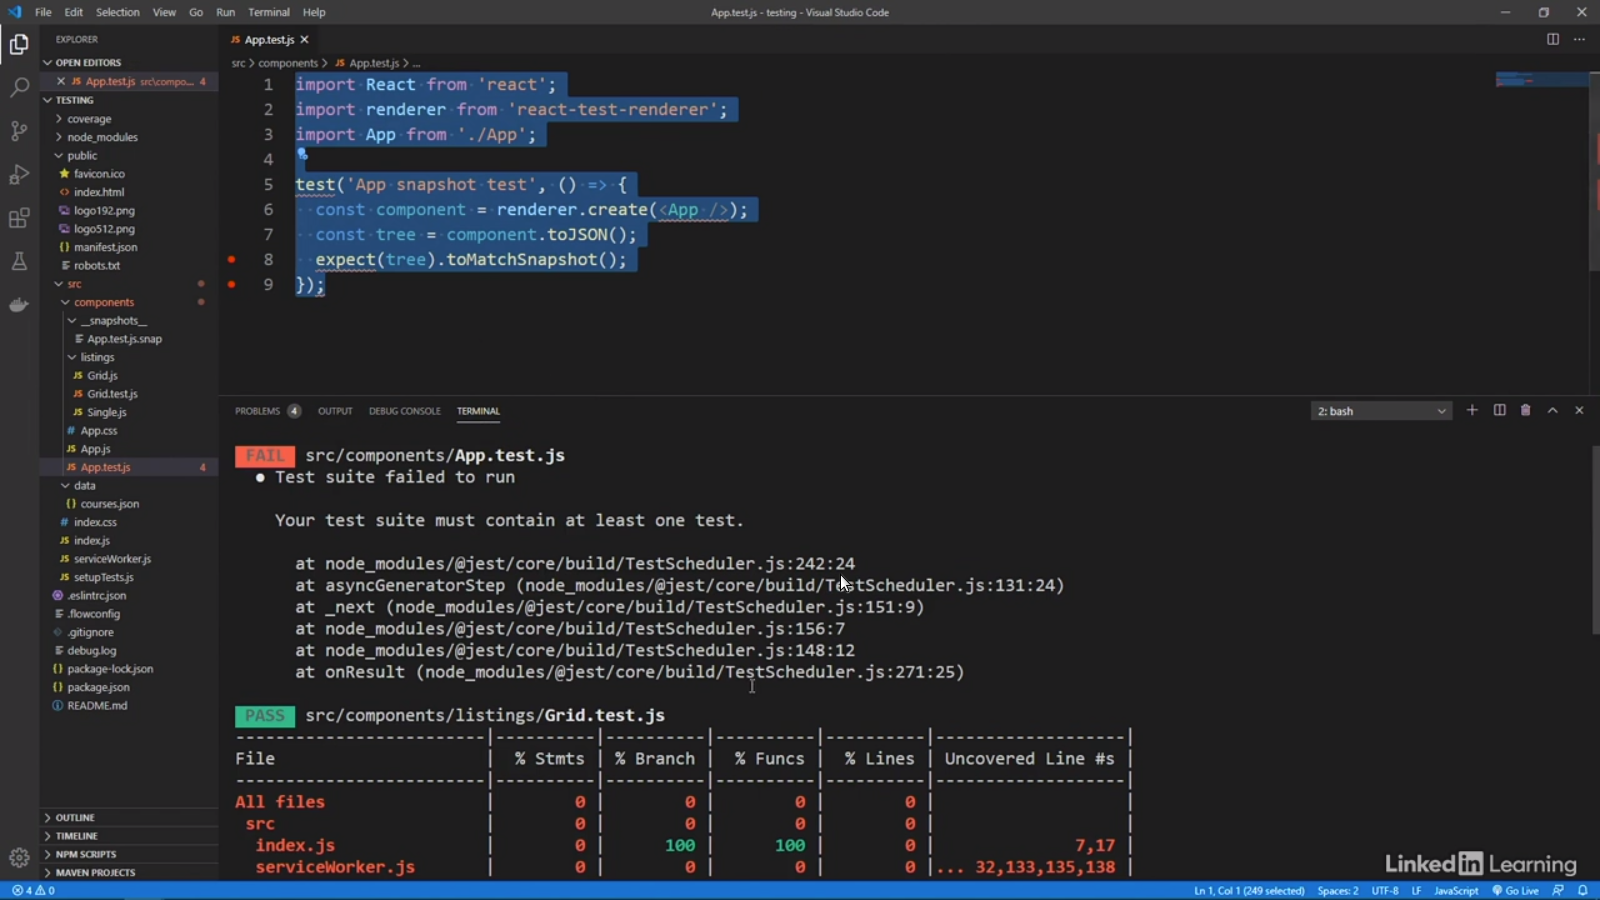 File Edit Selection View Go Run Terminal Help
App.test.js - testing - Visual Studio Code
EXPLORER
OPEN EDITORS
JS App.test.js src\compo... 4
TESTING
coverage
node_modules
public
favicon.ico
index.html
logo192.png
logo512.png
manifest.json
robots.txt
src
components
__snapshots__
App.test.js.snap
listings
JS Grid.js
JS Grid.test.js
JS Single.js
# App.css
JS App.js
JS App.test.js 4
data
{} courses.json
# index.css
JS index.js
JS serviceWorker.js
JS setupTests.js
.eslintrc.json
.flowconfig
.gitignore
debug.log
{} package-lock.json
{} package.json
README.md
OUTLINE
TIMELINE
NPM SCRIPTS
MAVEN PROJECTS
JS App.test.js
src > components > JS App.test.js > ...
1 import React from 'react';
2 import renderer from 'react-test-renderer';
3 import App from './App';
4
5 test('App snapshot test', () => {
6 const component = renderer.create(<App />);
7 const tree = component.toJSON();
8 expect(tree).toMatchSnapshot();
9 });
PROBLEMS 4 OUTPUT DEBUG CONSOLE TERMINAL
2: bash
FAIL src/components/App.test.js
● Test suite failed to run
Your test suite must contain at least one test.
at node_modules/@jest/core/build/TestScheduler.js:242:24
at asyncGeneratorStep (node_modules/@jest/core/build/TestScheduler.js:131:24)
at _next (node_modules/@jest/core/build/TestScheduler.js:151:9)
at node_modules/@jest/core/build/TestScheduler.js:156:7
at node_modules/@jest/core/build/TestScheduler.js:148:12
at onResult (node_modules/@jest/core/build/TestScheduler.js:271:25)
PASS src/components/listings/Grid.test.js
File | % Stmts | % Branch | % Funcs | % Lines | Uncovered Line #s |
All files | 0 | 0 | 0 | 0 | |
src | 0 | 0 | 0 | 0 | |
index.js | 0 | 100 | 100 | 0 | 7,17 |
serviceWorker.js | 0 | 0 | 0 | 0 |... 32,133,135,138 |
LinkedIn Learning
4 0
Ln 1, Col 1 (249 selected) Spaces: 2 UTF-8 LF JavaScript Go Live